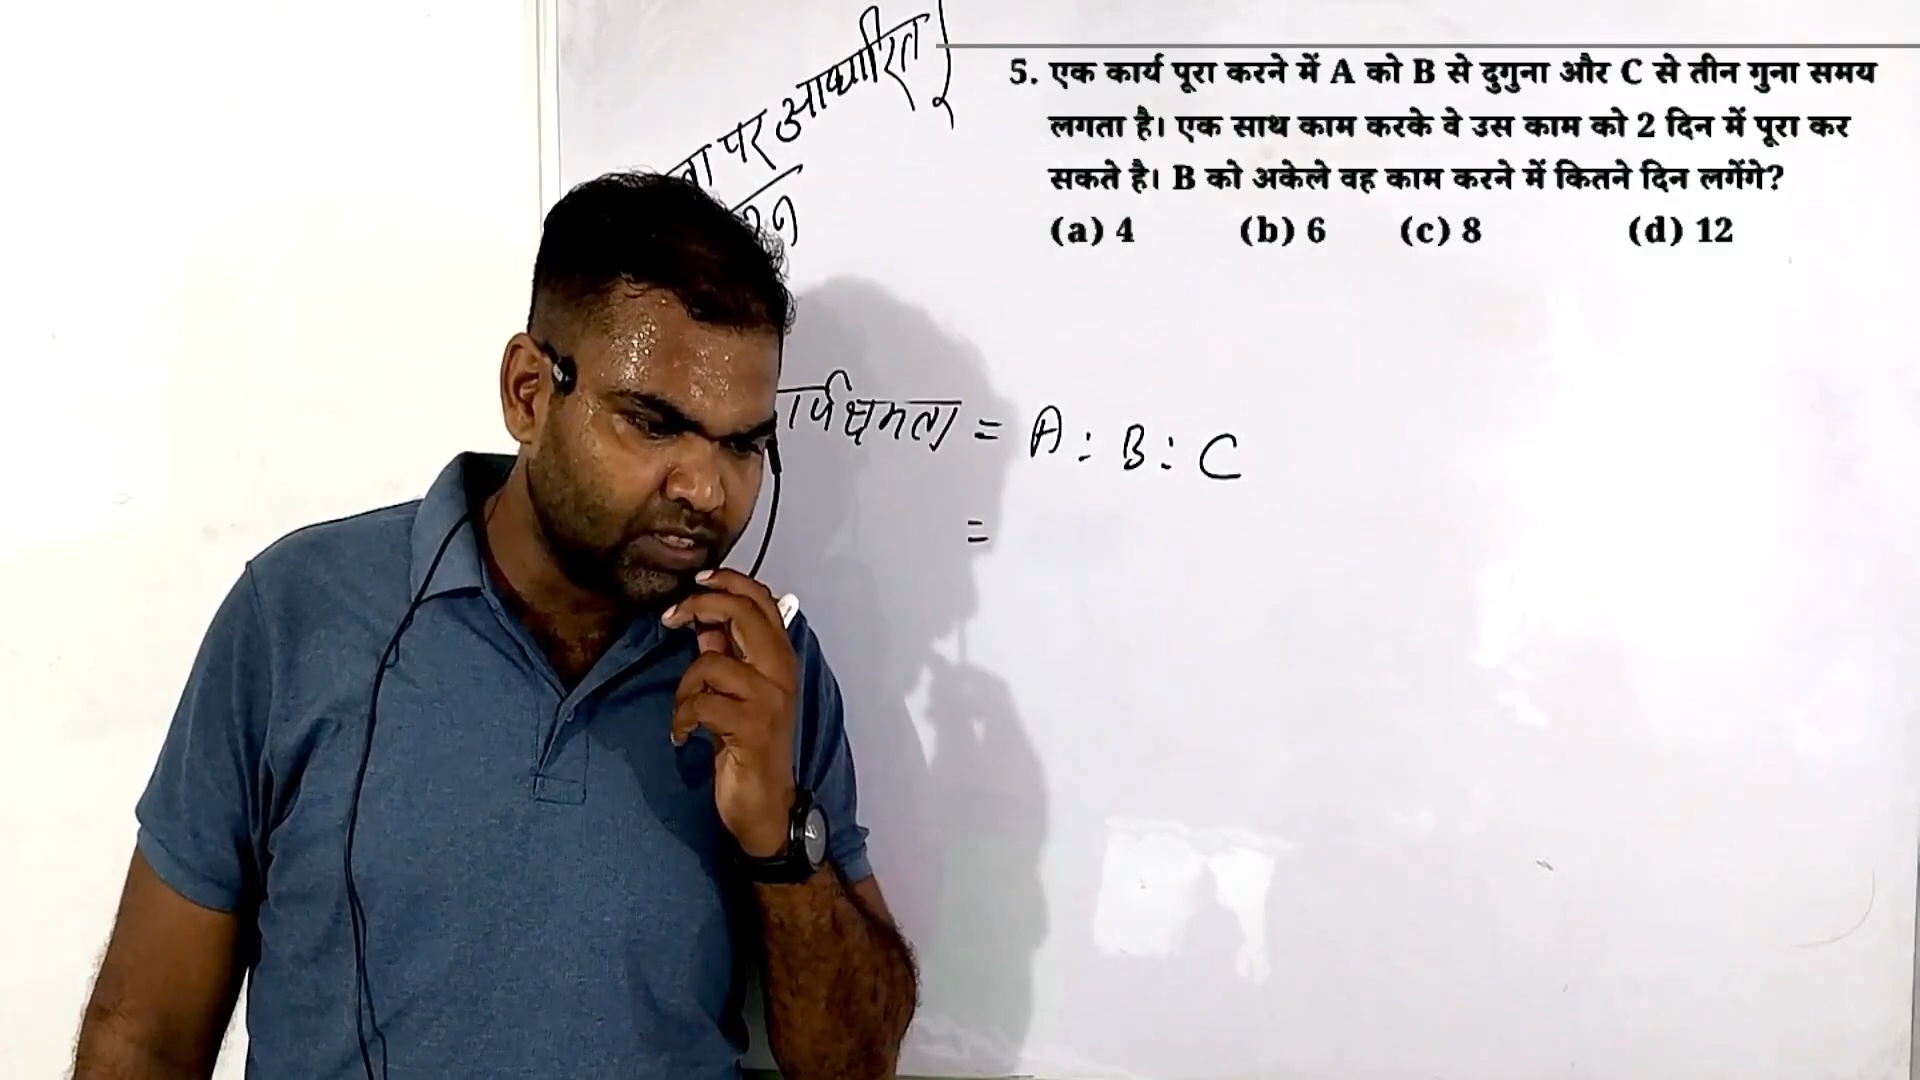 पर आधारित
5. एक कार्य पूरा करने में A को B से दुगुना और C से तीन गुना समय
लगता है। एक साथ काम करके वे उस काम को 2 दिन में पूरा कर
सकते है। B को अकेले वह काम करने में कितने दिन लगेंगे?
(a) 4 (b) 6 (c) 8 (d) 12
= A : B : C
=